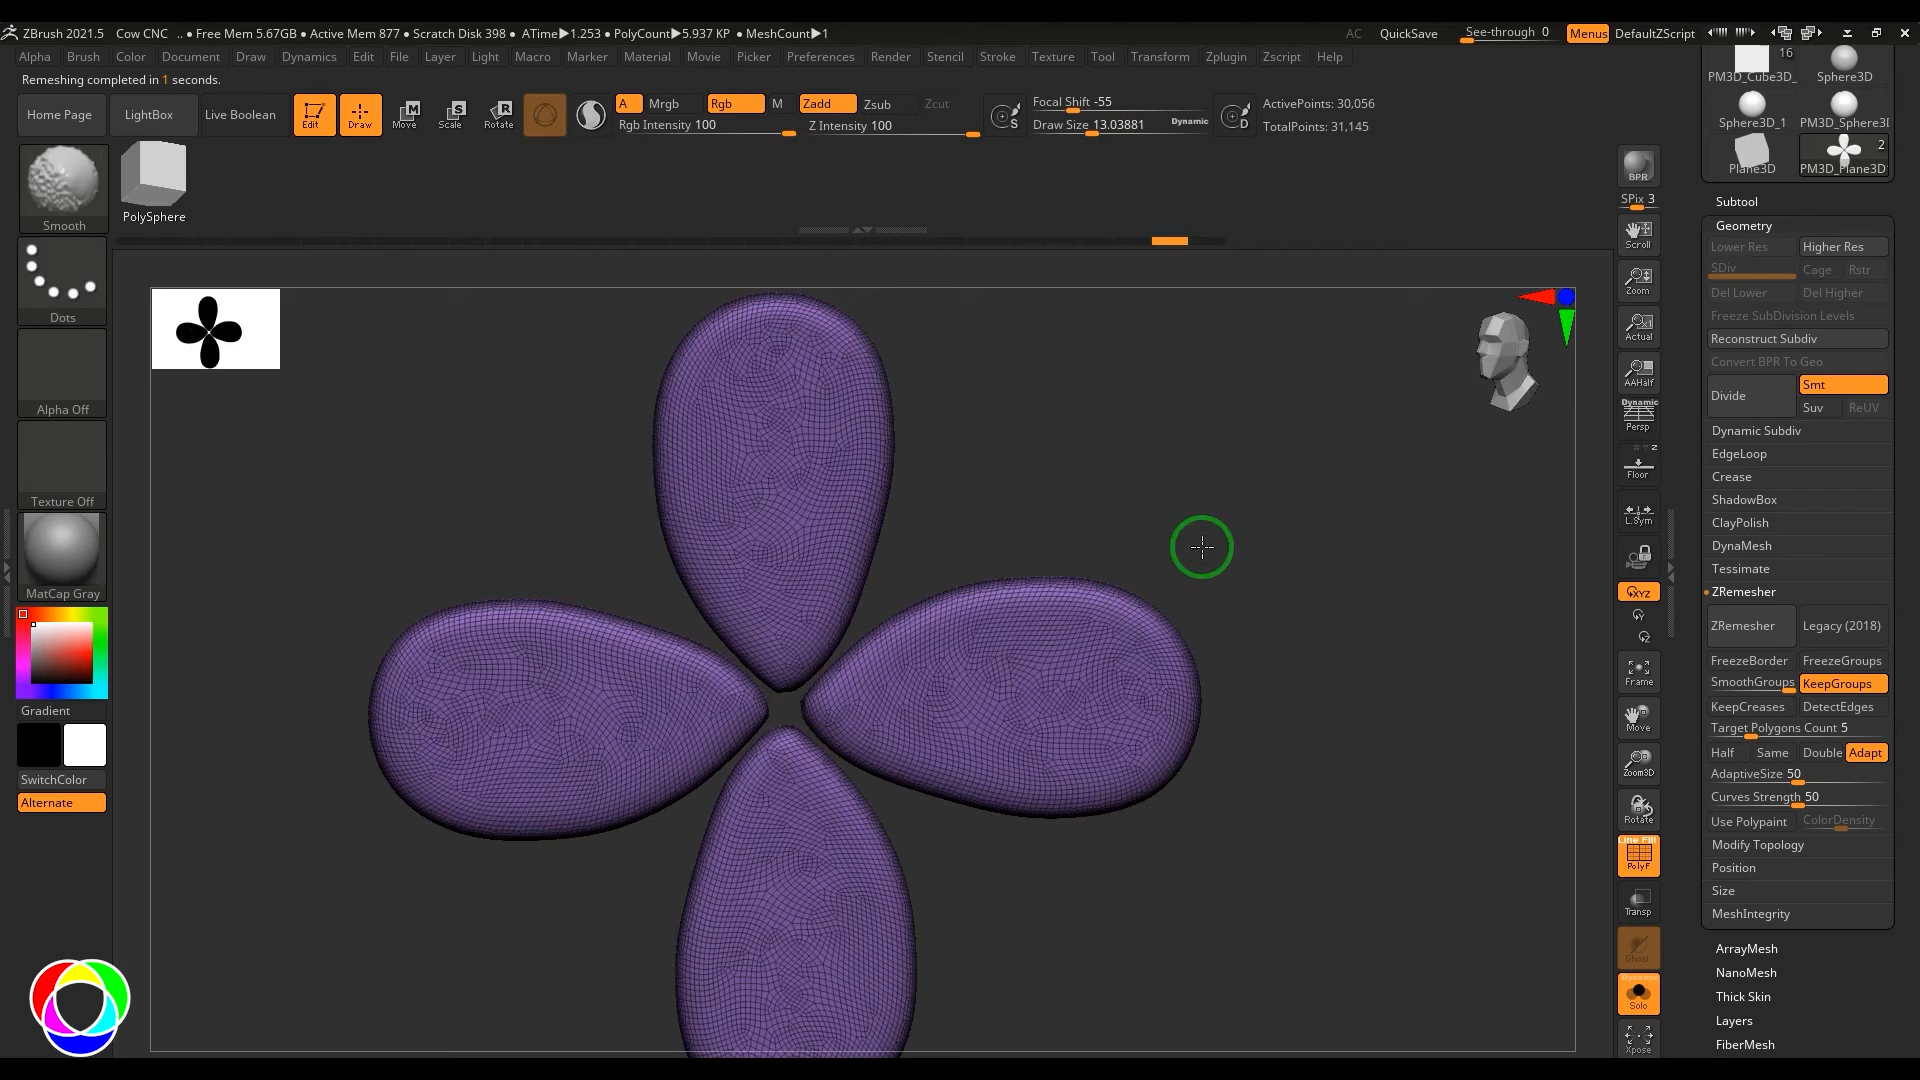 ZBrush 2021.5 Cow CNC .. ● Free Mem 5.67GB ● Active Mem 877 ● Scratch Disk 398 ● ATime▶1.253 ● PolyCount▶5.937 KP ● MeshCount▶1 AC QuickSave See-through 0 Menus DefaultZScript
Alpha Brush Color Document Draw Dynamics Edit File Layer Light Macro Marker Material Movie Picker Preferences Render Stencil Stroke Texture Tool Transform Zplugin Zscript Help
Remeshing completed in 1 seconds.
Home Page LightBox Live Boolean Edit Draw Move Scale Rotate
A Mrgb Rgb M Zadd Zsub Zcut
Rgb Intensity 100 Z Intensity 100
S Focal Shift -55
Draw Size 13.03881 Dynamic D
ActivePoints: 30,056
TotalPoints: 31,145
Smooth
PolySphere
Dots
Alpha Off
Texture Off
MatCap Gray
Gradient
SwitchColor
Alternate
BPR
SPix 3
Scroll
Zoom
Actual
AAHalf
Dynamic
Persp
Floor
L.Sym
XYZ
Y
Z
Frame
Move
Zoom3D
Rotate
Line Fill
PolyF
Transp
Ghost
Dynamic
Solo
Xpose
16
PM3D_Cube3D_ Sphere3D
Sphere3D_1 PM3D_Sphere3D
2
Plane3D PM3D_Plane3D
Subtool
Geometry
Lower Res Higher Res
SDiv Cage Rstr
Del Lower Del Higher
Freeze SubDivision Levels
Reconstruct Subdiv
Convert BPR To Geo
Divide Smt
Suv ReUV
Dynamic Subdiv
EdgeLoop
Crease
ShadowBox
ClayPolish
DynaMesh
Tessimate
ZRemesher
ZRemesher Legacy (2018)
FreezeBorder FreezeGroups
SmoothGroups KeepGroups
KeepCreases DetectEdges
Target Polygons Count 5
Half Same Double Adapt
AdaptiveSize 50
Curves Strength 50
Use Polypaint ColorDensity
Modify Topology
Position
Size
MeshIntegrity
ArrayMesh
NanoMesh
Thick Skin
Layers
FiberMesh